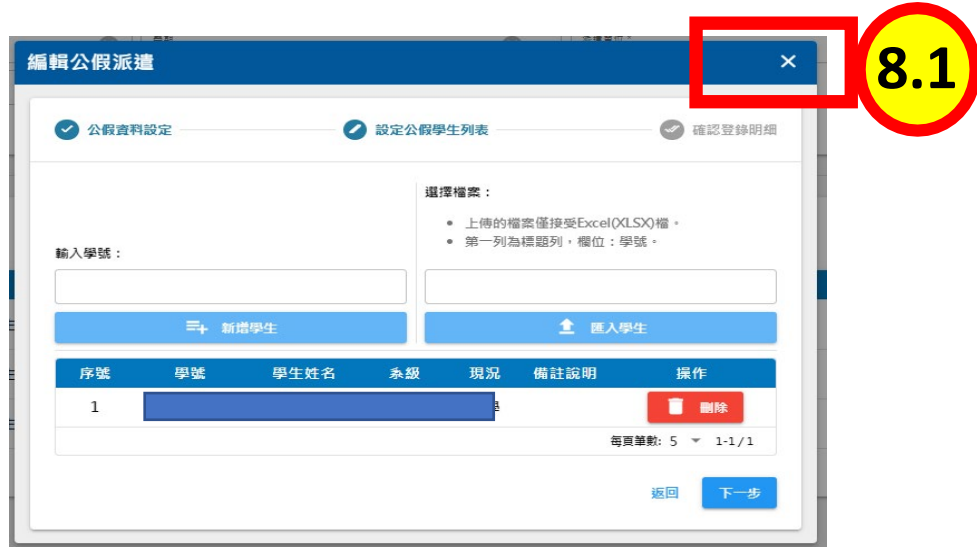 8.1
編輯公假派遣
公假資料設定
設定公假學生列表
確認登錄明細
選擇檔案：
上傳的檔案僅接受Excel(XLSX)檔。
第一列為標題列，欄位：學號。
輸入學號：
新增學生
匯入學生
序號 學號 學生姓名 系級 現況 備註說明 操作
1 刪除
每頁筆數: 5 1-1/1
返回 下一步